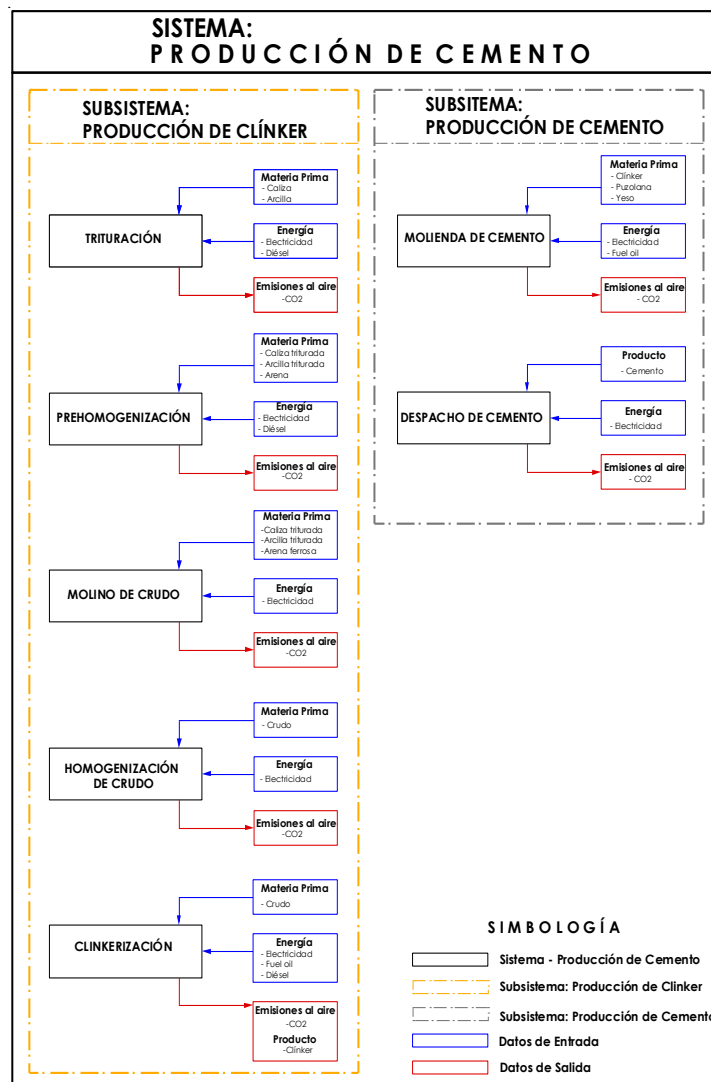 SISTEMA:
PRODUCCIÓN DE CEMENTO
SUBSISTEMA:
PRODUCCIÓN DE CLÍNKER
Materia Prima
- Caliza
- Arcilla
TRITURACIÓN
Energía
- Electricidad
- Diésel
Emisiones al aire
-CO2
Materia Prima
- Caliza triturada
- Arcilla triturada
- Arena
PREHOMOGENIZACIÓN
Energía
- Electricidad
- Diésel
Emisiones al aire
-CO2
Materia Prima
-Caliza triturada
-Arcilla triturada
-Arena ferrosa
MOLINO DE CRUDO
Energía
- Electricidad
Emisiones al aire
-CO2
Materia Prima
- Crudo
HOMOGENIZACIÓN
DE CRUDO
Energía
- Electricidad
Emisiones al aire
-CO2
Materia Prima
- Crudo
CLINKERIZACIÓN
Energía
- Electricidad
- Fuel oil
- Diésel
Emisiones al aire
-CO2
Producto
-Clínker
SUBSITEMA:
PRODUCCIÓN DE CEMENTO
Materia Prima
- Clínker
- Puzolana
- Yeso
MOLIENDA DE CEMENTO
Energía
- Electricidad
- Fuel oil
Emisiones al aire
- CO2
Producto
- Cemento
DESPACHO DE CEMENTO
Energía
- Electricidad
Emisiones al aire
- CO2
SIMBOLOGÍA
Sistema - Producción de Cemento
Subsistema: Producción de Clinker
Subsistema: Producción de Cemento
Datos de Entrada
Datos de Salida